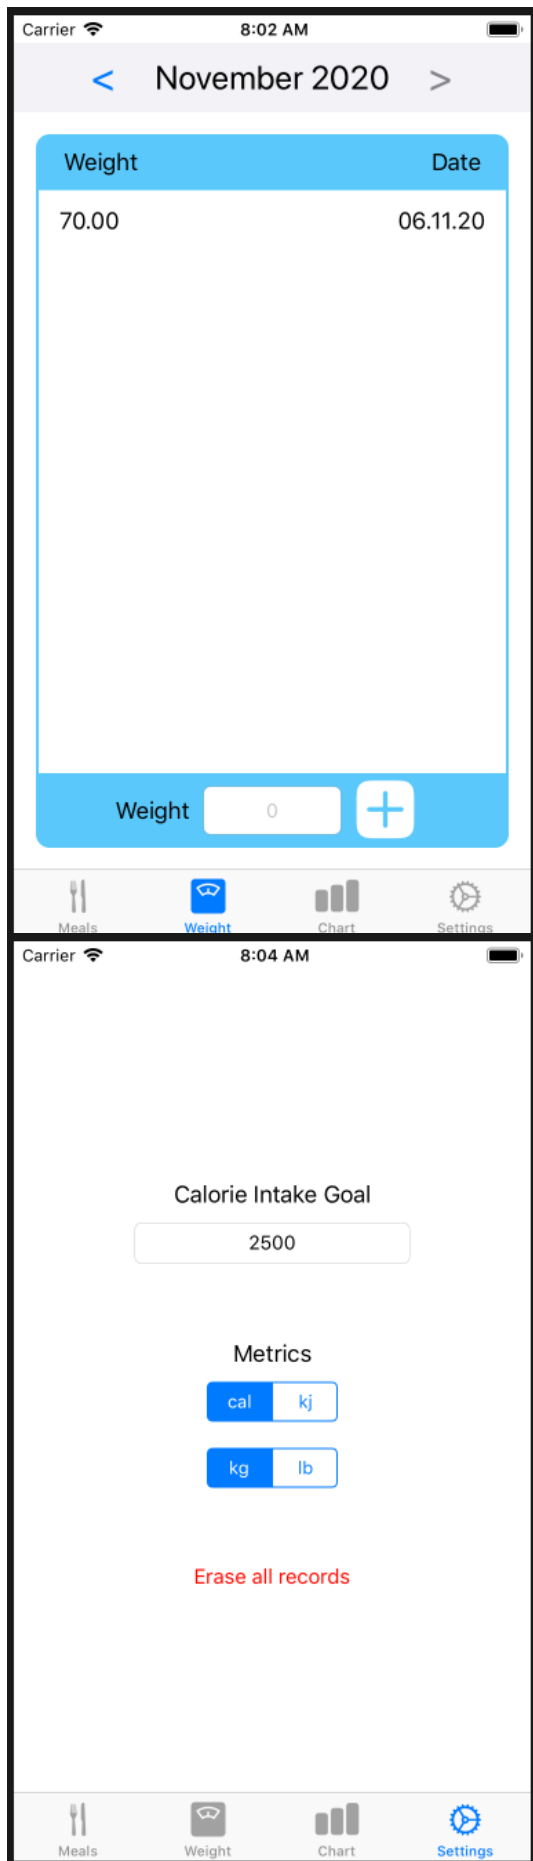 Carrier 8:02 AM
< November 2020 >
Weight Date
70.00 06.11.20
Weight 0 +
Meals Weight Chart Settings
Carrier 8:04 AM
Calorie Intake Goal
2500
Metrics
cal kj
kg lb
Erase all records
Meals Weight Chart Settings